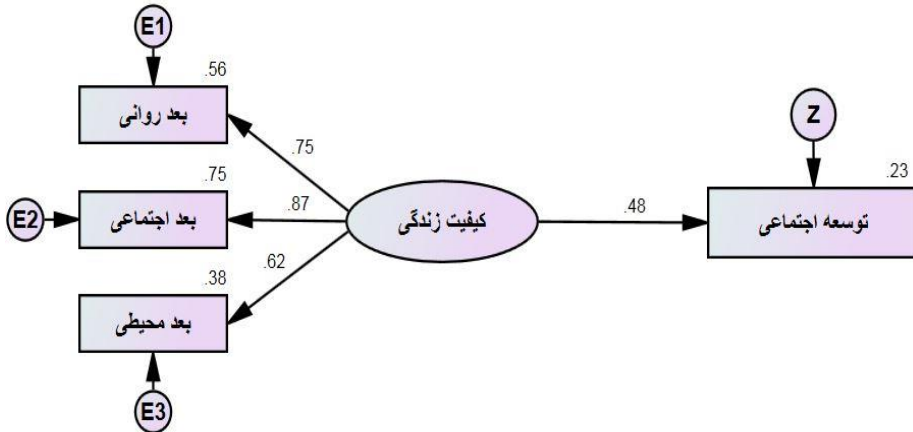 E1
.56
بعد روانی
.75
Z
.23
.75
E2
بعد اجتماعی
.87
کیفیت زندگی
.48
توسعه اجتماعی
.62
.38
بعد محیطی
E3